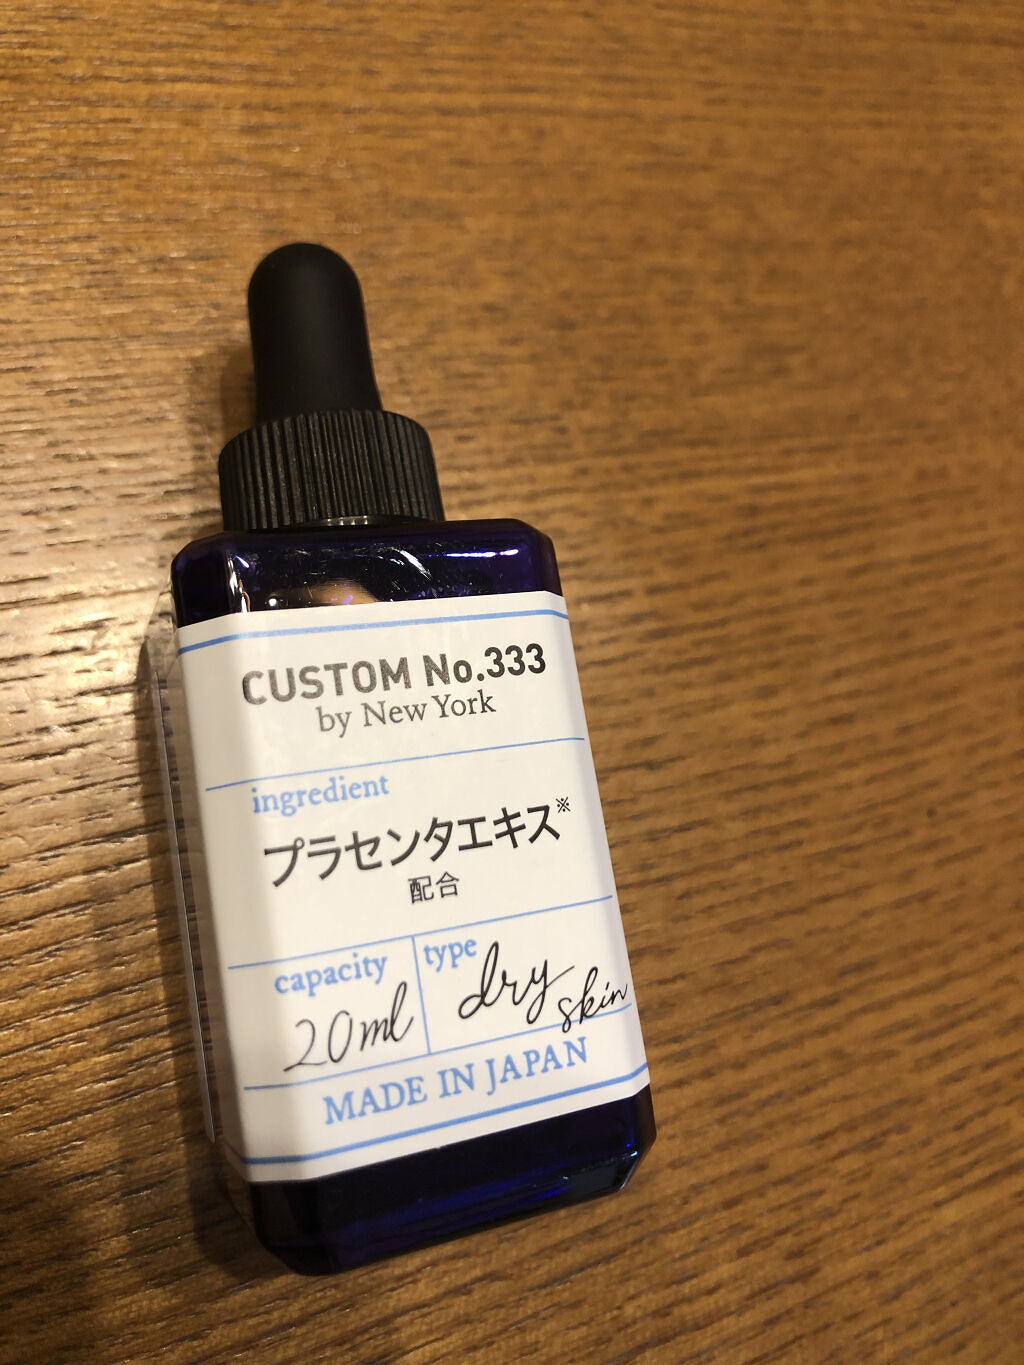 CUSTOM No.333
by New York
ingredient
プラセンタエキス※
配合
capacity
20ml
type
dry
skin
MADE IN JAPAN